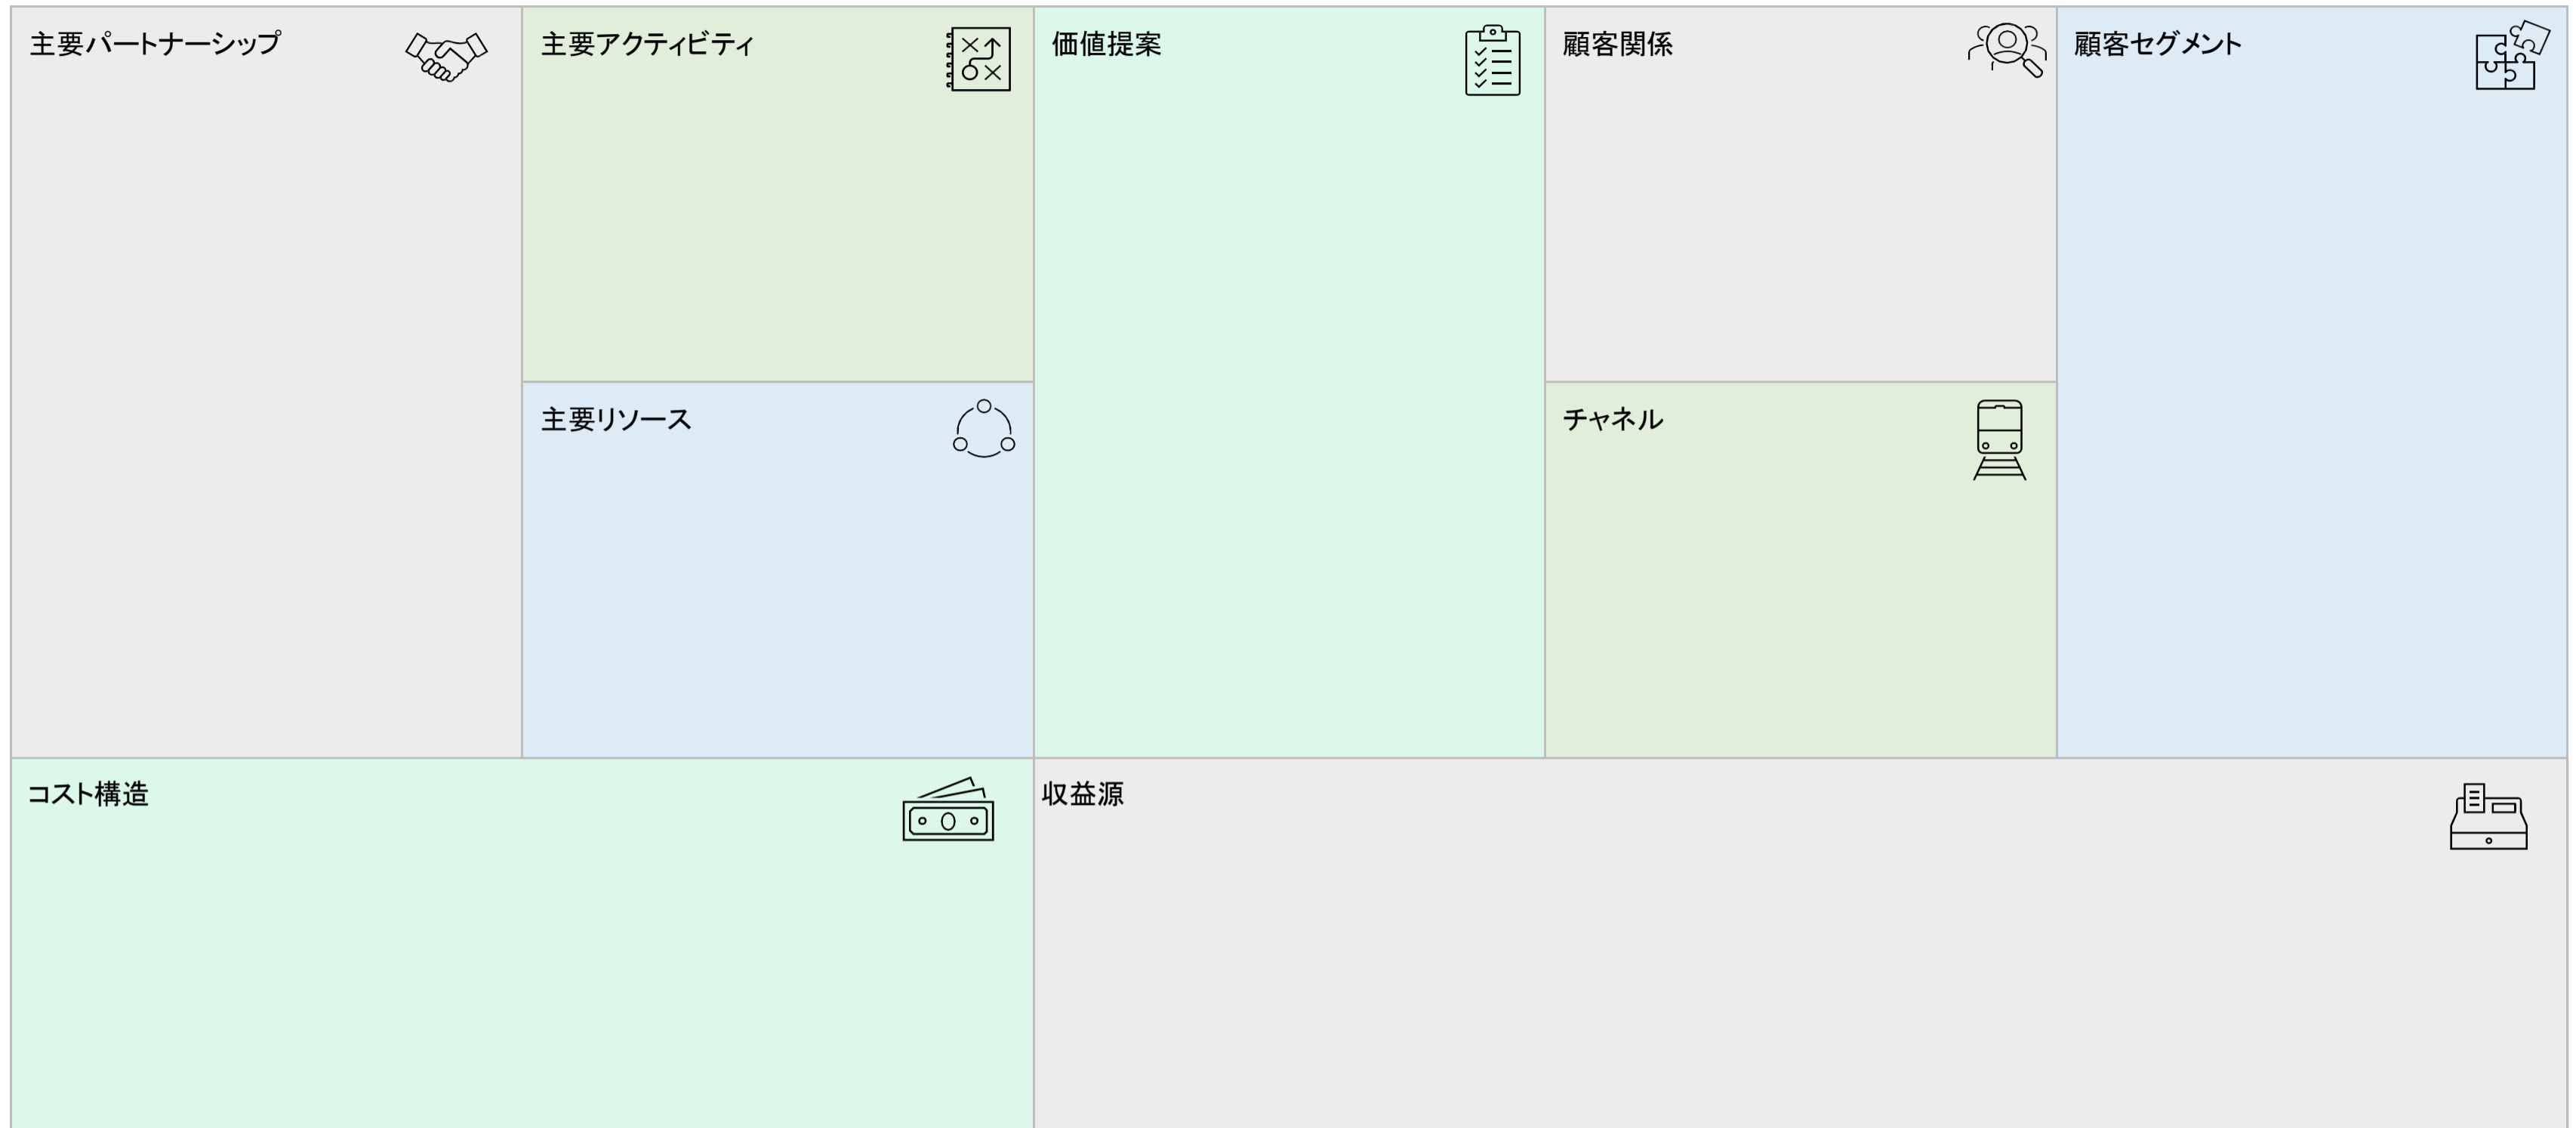 主要パートナーシップ
主要アクティビティ
主要リソース
価値提案
顧客関係
チャネル
顧客セグメント
コスト構造
収益源